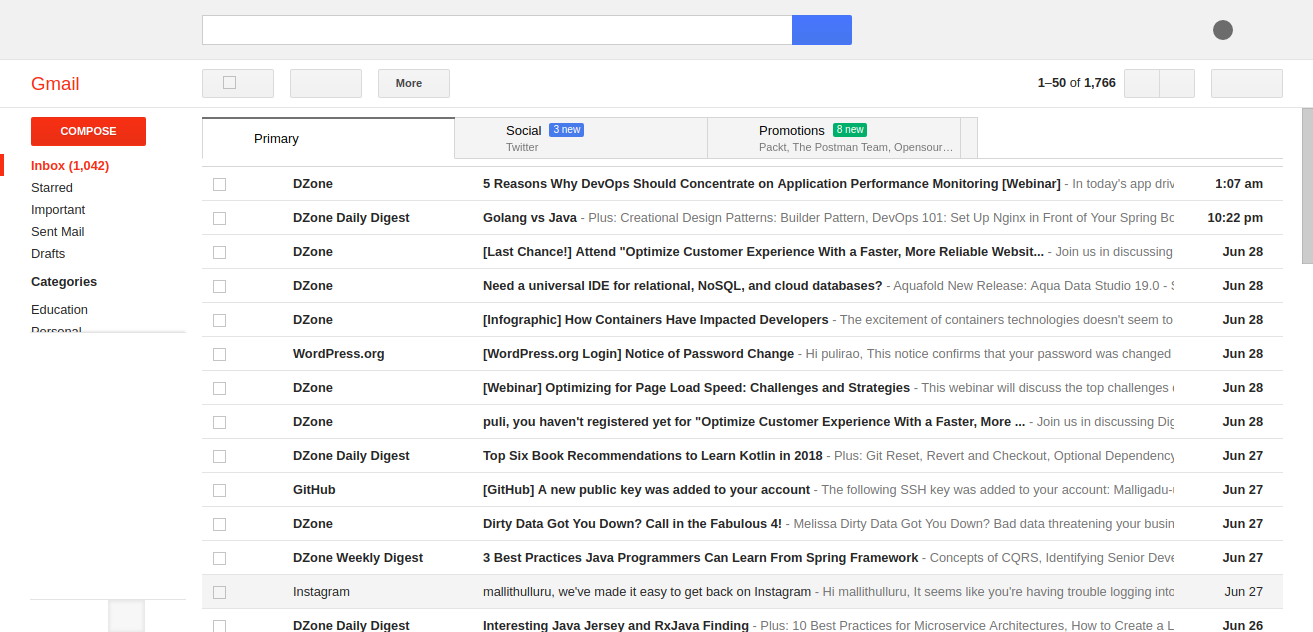 Gmail
More
1–50 of 1,766
COMPOSE
Inbox (1,042)
Starred
Important
Sent Mail
Drafts
Categories
Education
Personal
Primary
Social 3 new
Twitter
Promotions 8 new
Packt, The Postman Team, Opensour…
DZone 5 Reasons Why DevOps Should Concentrate on Application Performance Monitoring [Webinar] - In today's app driv 1:07 am
DZone Daily Digest Golang vs Java - Plus: Creational Design Patterns: Builder Pattern, DevOps 101: Set Up Nginx in Front of Your Spring Bo 10:22 pm
DZone [Last Chance!] Attend "Optimize Customer Experience With a Faster, More Reliable Websit... - Join us in discussing Jun 28
DZone Need a universal IDE for relational, NoSQL, and cloud databases? - Aquafold New Release: Aqua Data Studio 19.0 - S Jun 28
DZone [Infographic] How Containers Have Impacted Developers - The excitement of containers technologies doesn't seem to Jun 28
WordPress.org [WordPress.org Login] Notice of Password Change - Hi pulirao, This notice confirms that your password was changed Jun 28
DZone [Webinar] Optimizing for Page Load Speed: Challenges and Strategies - This webinar will discuss the top challenges Jun 28
DZone puli, you haven't registered yet for "Optimize Customer Experience With a Faster, More ... - Join us in discussing Dig Jun 28
DZone Daily Digest Top Six Book Recommendations to Learn Kotlin in 2018 - Plus: Git Reset, Revert and Checkout, Optional Dependency Jun 27
GitHub [GitHub] A new public key was added to your account - The following SSH key was added to your account: Malligadu- Jun 27
DZone Dirty Data Got You Down? Call in the Fabulous 4! - Melissa Dirty Data Got You Down? Bad data threatening your busin Jun 27
DZone Weekly Digest 3 Best Practices Java Programmers Can Learn From Spring Framework - Concepts of CQRS, Identifying Senior Deve Jun 27
Instagram mallithulluru, we've made it easy to get back on Instagram - Hi mallithulluru, It seems like you're having trouble logging into Jun 27
DZone Daily Digest Interesting Java Jersey and RxJava Finding - Plus: 10 Best Practices for Microservice Architectures, How to Create a L Jun 26